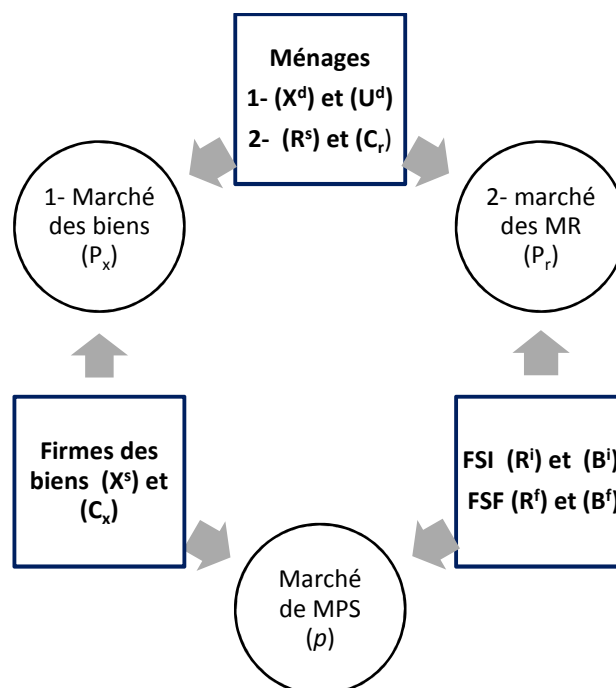 Ménages
1- (Xᵈ) et (Uᵈ)
2- (Rˢ) et (Cᵣ)
1- Marché
des biens
(Pₓ)
2- marché
des MR
(Pᵣ)
Firmes des
biens (Xˢ) et
(Cₓ)
FSI (Rⁱ) et (Bⁱ)
FSF (Rᶠ) et (Bᶠ)
Marché
de MPS
(p)